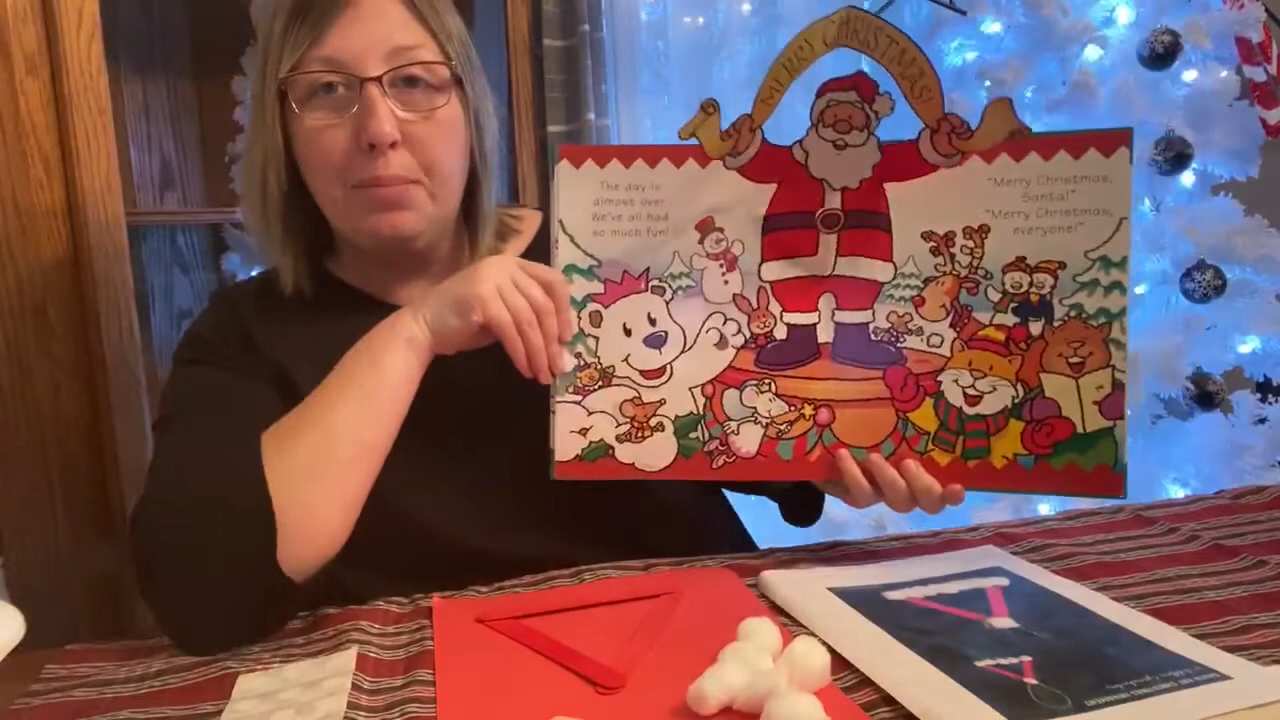 MERRY CHRISTMAS!
The day is
almost over.
We've all had
so much fun!
"Merry Christmas,
Santa!"
"Merry Christmas,
everyone!"